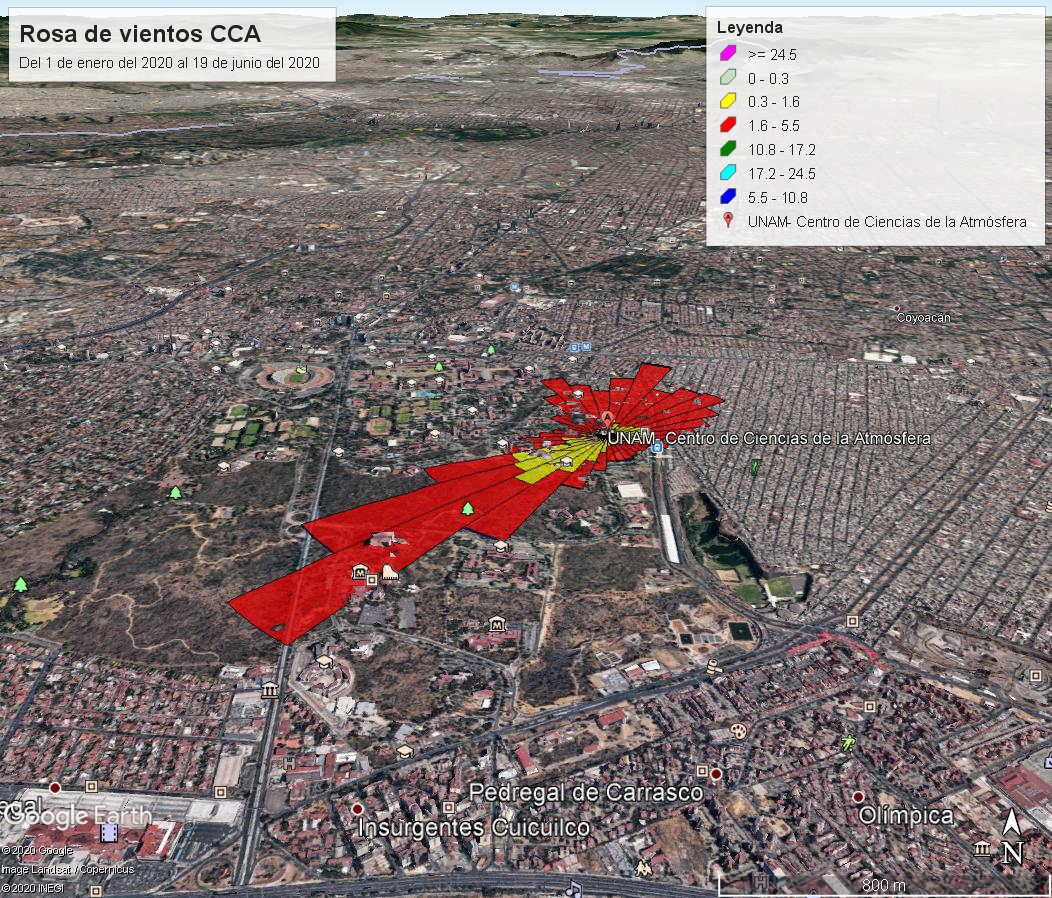 Rosa de vientos CCA
Del 1 de enero del 2020 al 19 de junio del 2020
Leyenda
>= 24.5
0 - 0.3
0.3 - 1.6
1.6 - 5.5
10.8 - 17.2
17.2 - 24.5
5.5 - 10.8
UNAM- Centro de Ciencias de la Atmósfera
Coyoacán
UNAM- Centro de Ciencias de la Atmósfera
Pedregal de Carrasco
Insurgentes Cuicuilco
Olímpica
egal
Google Earth
©2020 Google
Image Landsat / Copernicus
©2020 INEGI
N
800 m